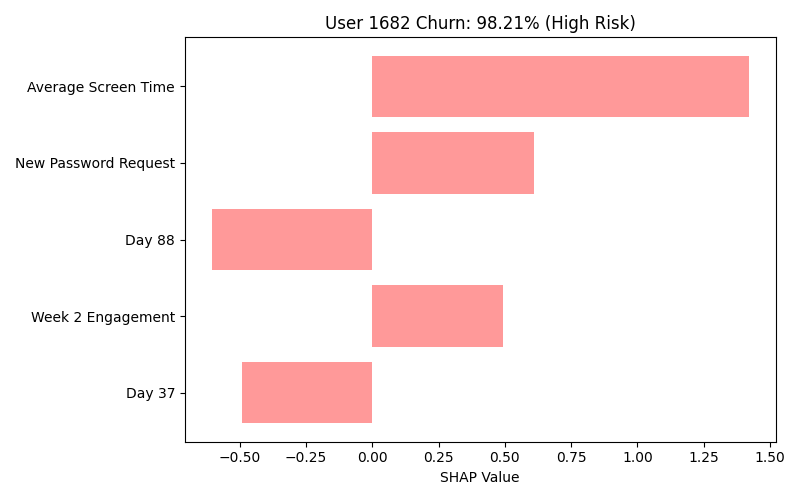 User 1682 Churn: 98.21% (High Risk)
Average Screen Time
New Password Request
Day 88
Week 2 Engagement
Day 37
−0.50 −0.25 0.00 0.25 0.50 0.75 1.00 1.25 1.50
SHAP Value